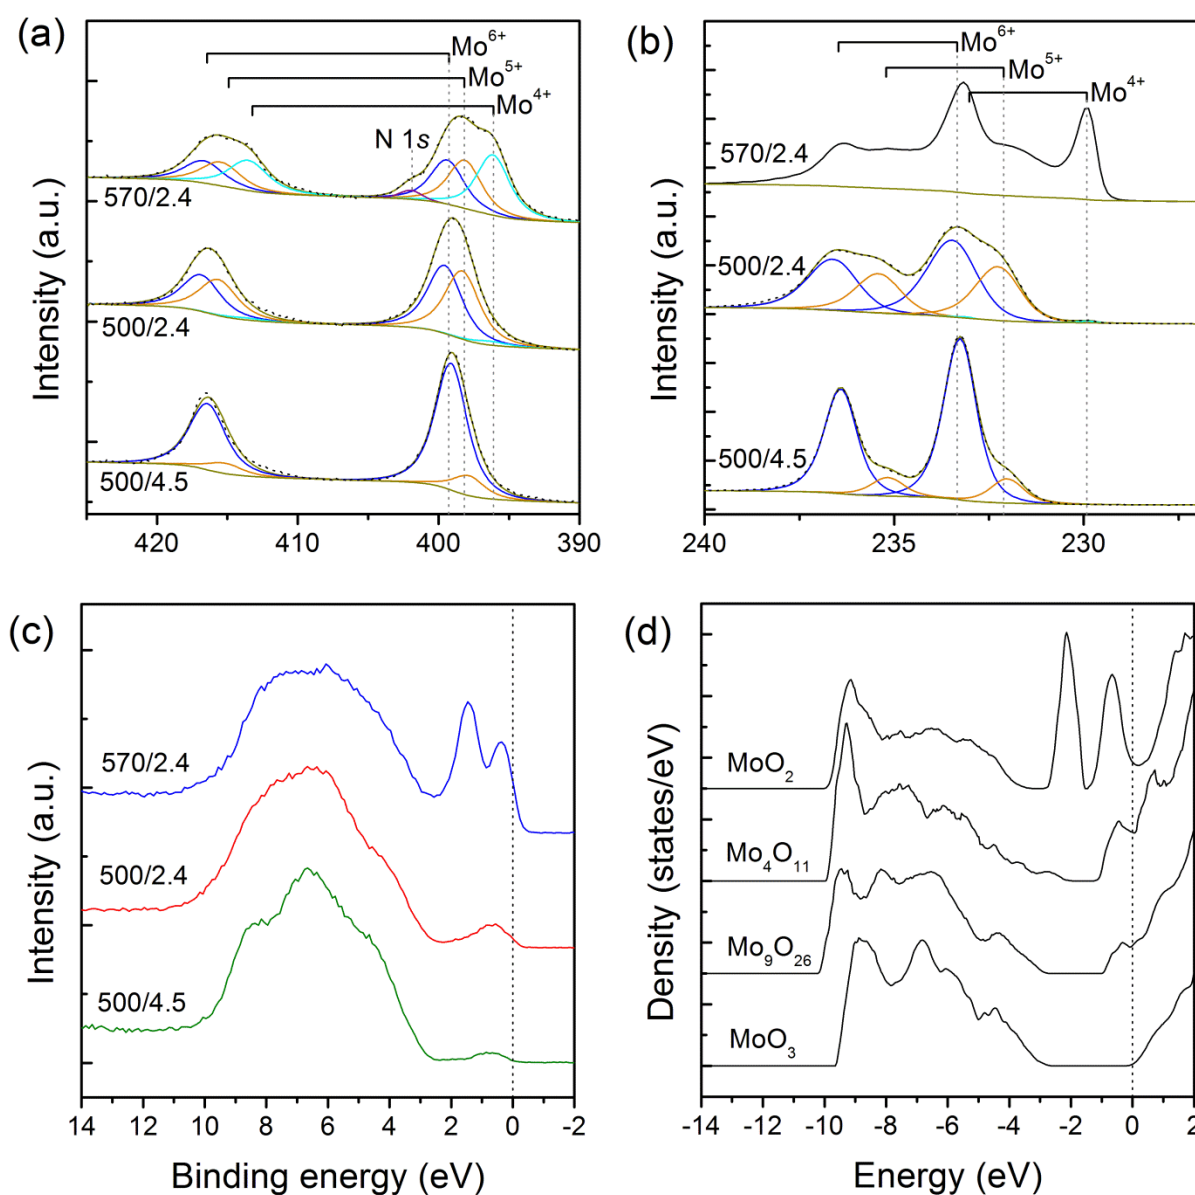 (a)
Mo⁶⁺
Mo⁵⁺
Mo⁴⁺
N 1s
570/2.4
500/2.4
500/4.5
Intensity (a.u.)
420 410 400 390
(b)
Mo⁶⁺
Mo⁵⁺
Mo⁴⁺
570/2.4
500/2.4
500/4.5
Intensity (a.u.)
240 235 230
(c)
570/2.4
500/2.4
500/4.5
Intensity (a.u.)
14 12 10 8 6 4 2 0 -2
Binding energy (eV)
(d)
MoO₂
Mo₄O₁₁
Mo₉O₂₆
MoO₃
Density (states/eV)
-14 -12 -10 -8 -6 -4 -2 0 2
Energy (eV)